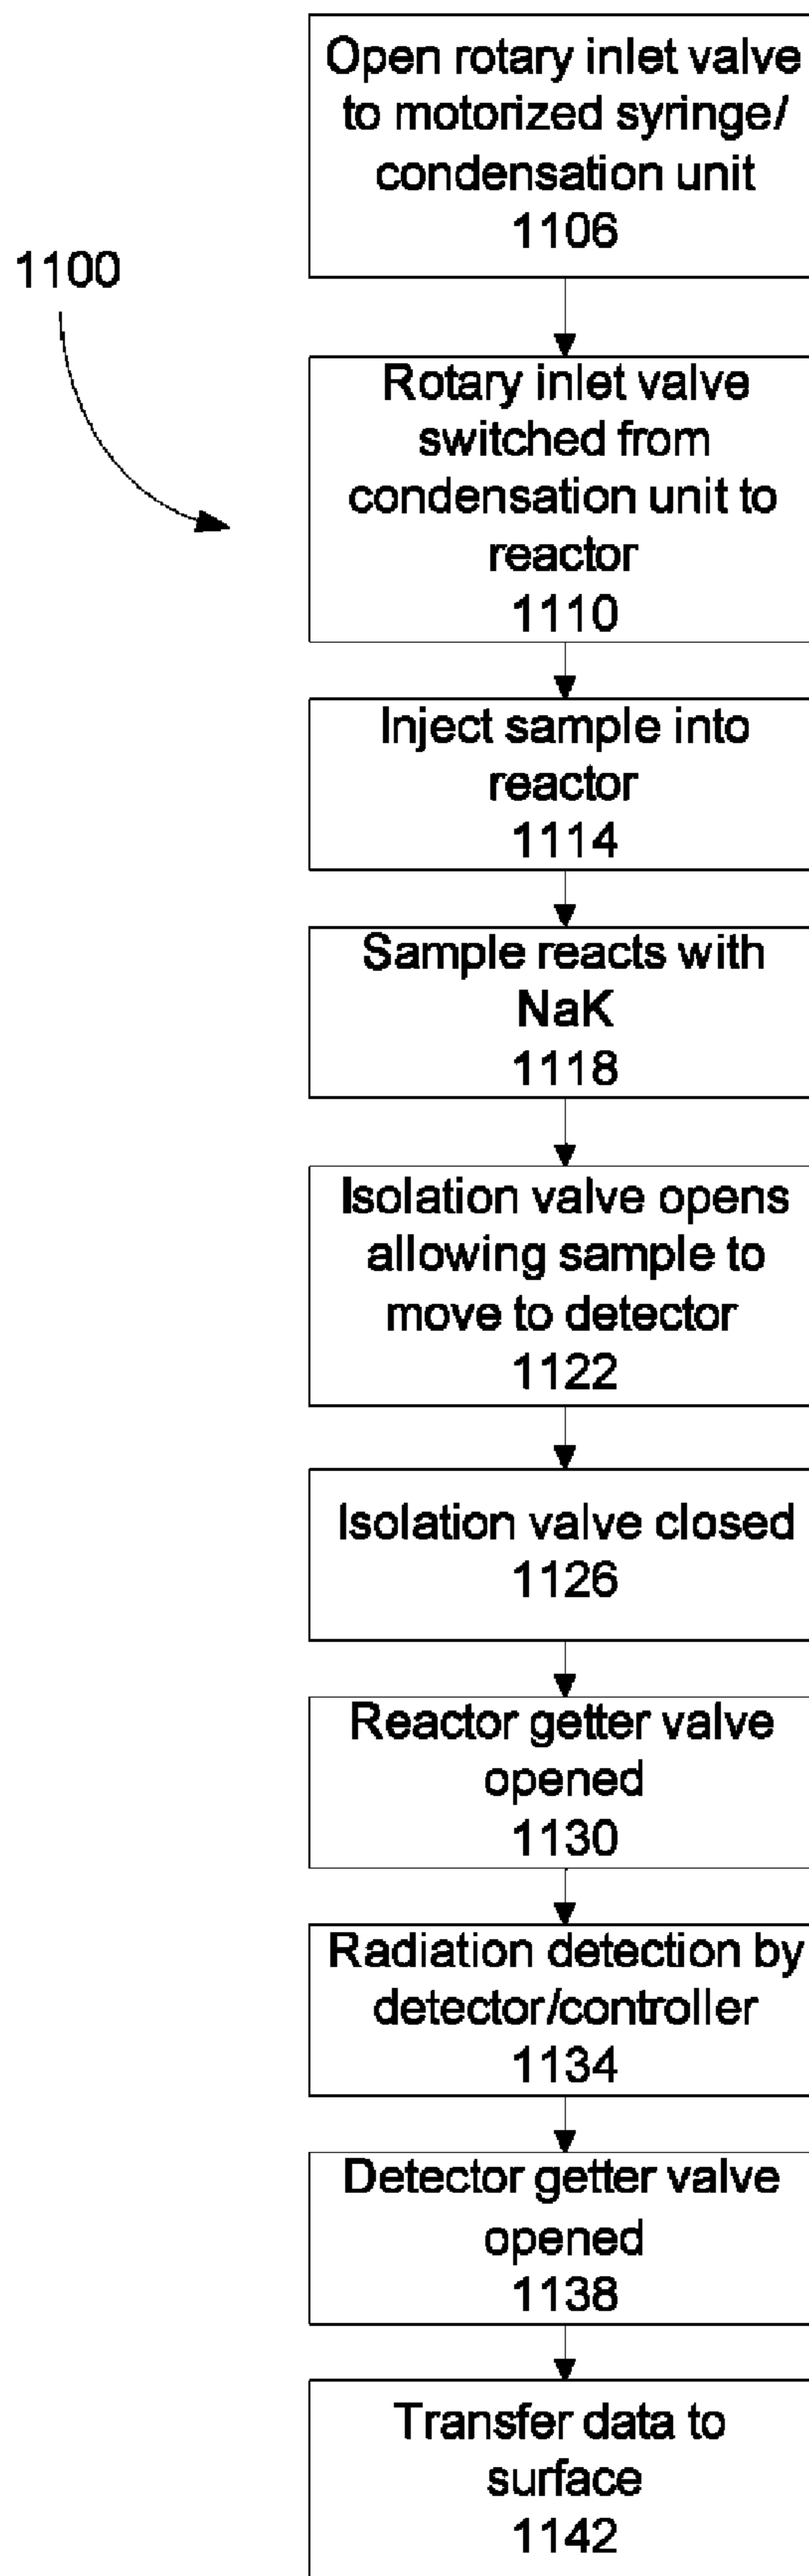 Open rotary inlet valve
to motorized syringe/
condensation unit
1106
1100
Rotary inlet valve
switched from
condensation unit to
reactor
1110
Inject sample into
reactor
1114
Sample reacts with
NaK
1118
Isolation valve opens
allowing sample to
move to detector
1122
Isolation valve closed
1126
Reactor getter valve
opened
1130
Radiation detection by
detector/controller
1134
Detector getter valve
opened
1138
Transfer data to
surface
1142